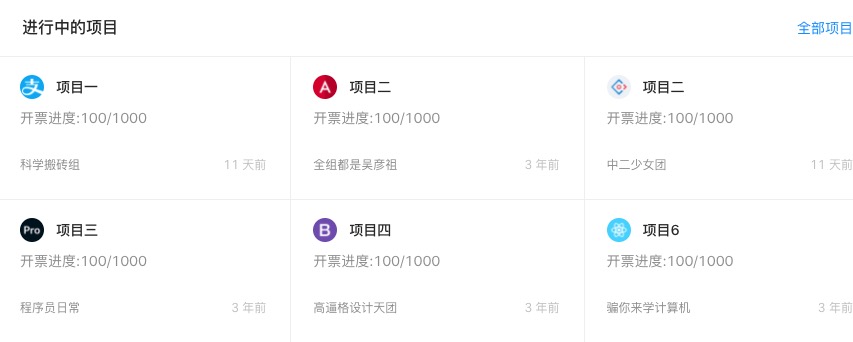 进行中的项目 全部项目
项目一 项目二 项目二
开票进度:100/1000 开票进度:100/1000 开票进度:100/1000
科学搬砖组 11 天前 全组都是吴彦祖 3 年前 中二少女团 11 天前
Pro 项目三 B 项目四 项目6
开票进度:100/1000 开票进度:100/1000 开票进度:100/1000
程序员日常 3 年前 高逼格设计天团 3 年前 骗你来学计算机 3 年前